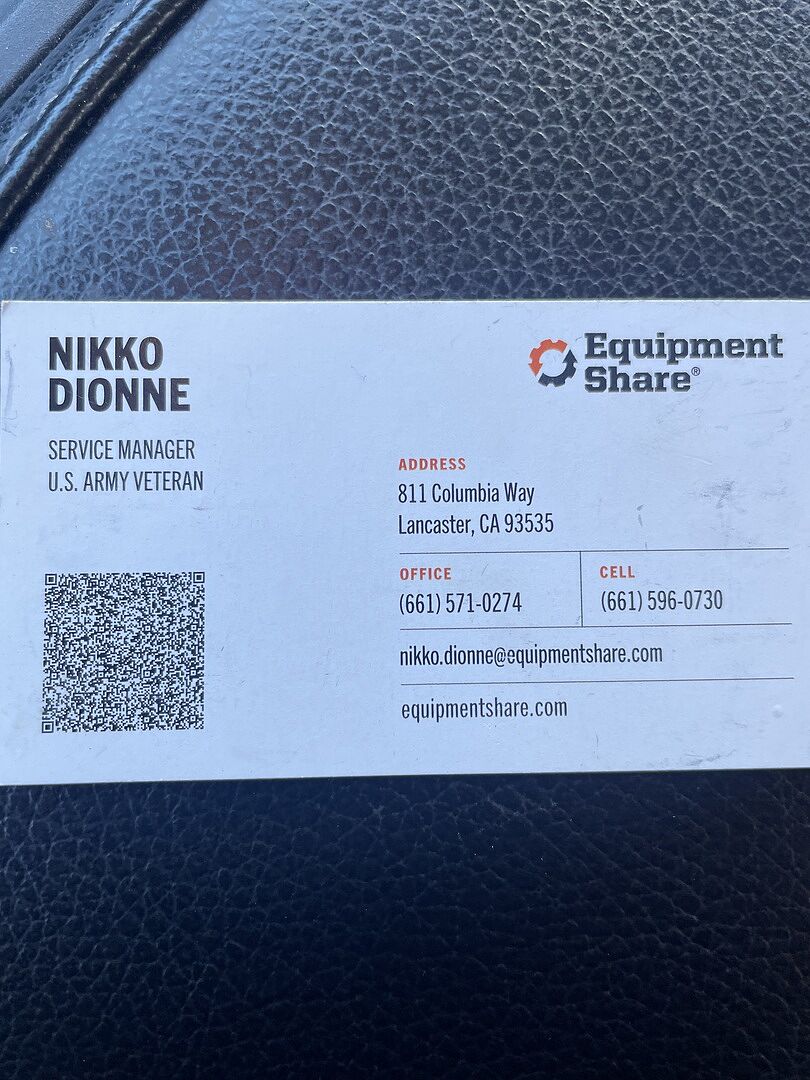 NIKKO
DIONNE
SERVICE MANAGER
U.S. ARMY VETERAN
Equipment
Share®
ADDRESS
811 Columbia Way
Lancaster, CA 93535
OFFICE
(661) 571-0274
CELL
(661) 596-0730
nikko.dionne@equipmentshare.com
equipmentshare.com